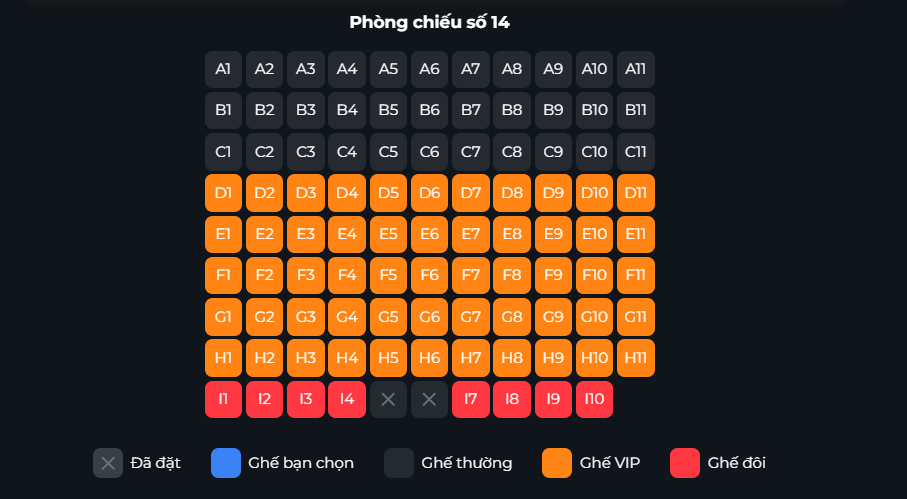 Phòng chiếu số 14
A1 A2 A3 A4 A5 A6 A7 A8 A9 A10 A11
B1 B2 B3 B4 B5 B6 B7 B8 B9 B10 B11
C1 C2 C3 C4 C5 C6 C7 C8 C9 C10 C11
D1 D2 D3 D4 D5 D6 D7 D8 D9 D10 D11
E1 E2 E3 E4 E5 E6 E7 E8 E9 E10 E11
F1 F2 F3 F4 F5 F6 F7 F8 F9 F10 F11
G1 G2 G3 G4 G5 G6 G7 G8 G9 G10 G11
H1 H2 H3 H4 H5 H6 H7 H8 H9 H10 H11
I1 I2 I3 I4 I7 I8 I9 I10
Đã đặt Ghế bạn chọn Ghế thường Ghế VIP Ghế đôi